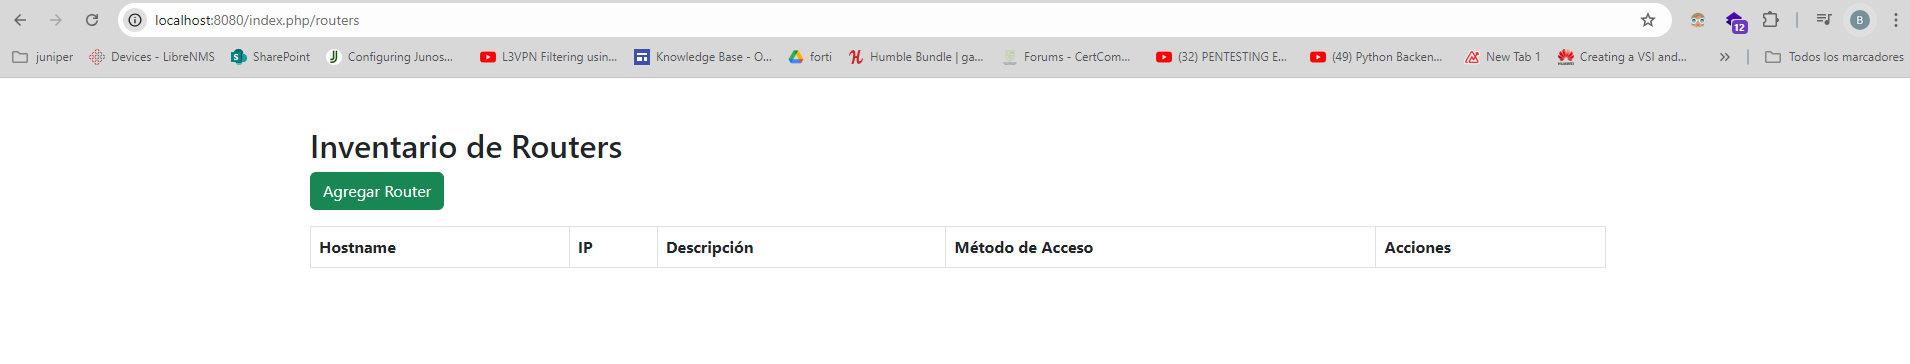 localhost:8080/index.php/routers
12
B
juniper Devices - LibreNMS SharePoint Configuring Junos... L3VPN Filtering usin... Knowledge Base - O... forti Humble Bundle | ga... Forums - CertCom... (32) PENTESTING E... (49) Python Backen... New Tab 1 Creating a VSI and... » Todos los marcadores
Inventario de Routers
Agregar Router
Hostname IP Descripción Método de Acceso Acciones